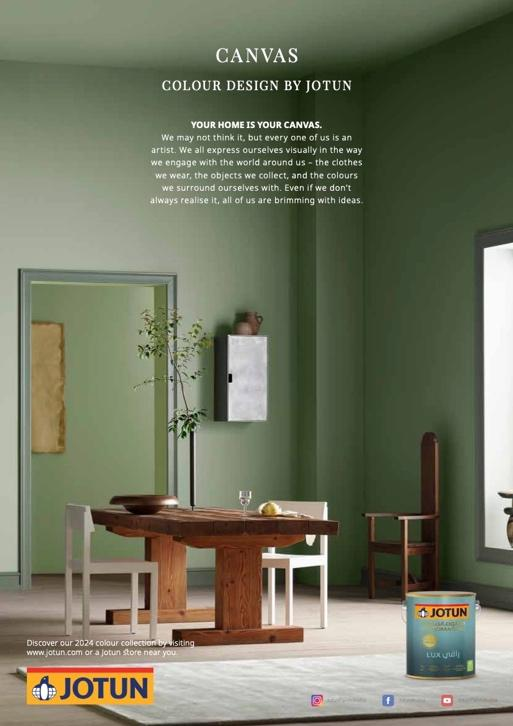 CANVAS
COLOUR DESIGN BY JOTUN
YOUR HOME IS YOUR CANVAS.
We may not think it, but every one of us is an
artist. We all express ourselves visually in the way
we engage with the world around us – the clothes
we wear, the objects we collect, and the colours
we surround ourselves with. Even if we don't
always realise it, all of us are brimming with ideas.
JOTUN
راقي LUX
Discover our 2024 colour collection by visiting
www.jotun.com or a Jotun store near you.
JOTUN